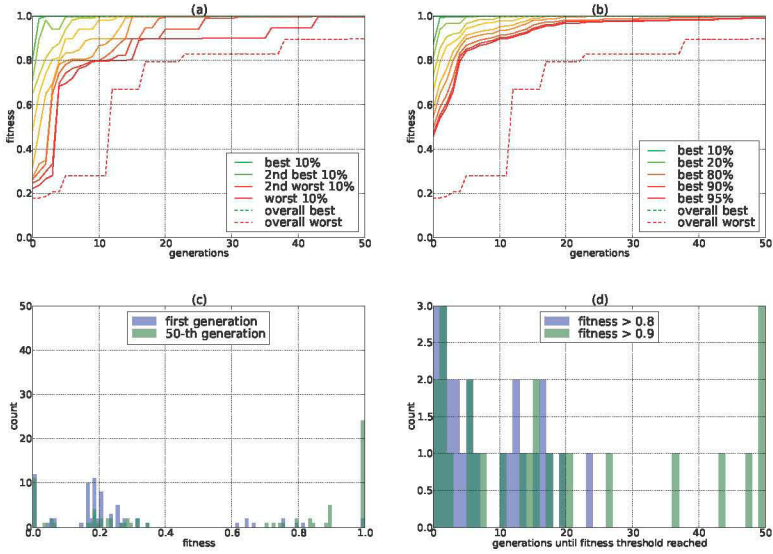 (a)
1.0
0.8
0.6
0.4
0.2
0.0
fitness
best 10%
2nd best 10%
2nd worst 10%
worst 10%
overall best
overall worst
0 10 20 30 40 50
generations
(b)
1.0
0.8
0.6
0.4
0.2
0.0
fitness
best 10%
best 20%
best 80%
best 90%
best 95%
overall best
overall worst
0 10 20 30 40 50
generations
(c)
50
40
30
20
10
0
count
first generation
50-th generation
0.0 0.2 0.4 0.6 0.8 1.0
fitness
(d)
3.0
2.5
2.0
1.5
1.0
0.5
0.0
count
fitness > 0.8
fitness > 0.9
0 10 20 30 40 50
generations until fitness threshold reached